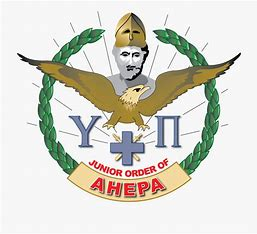 Υ Π
JUNIOR ORDER OF
AHEPA